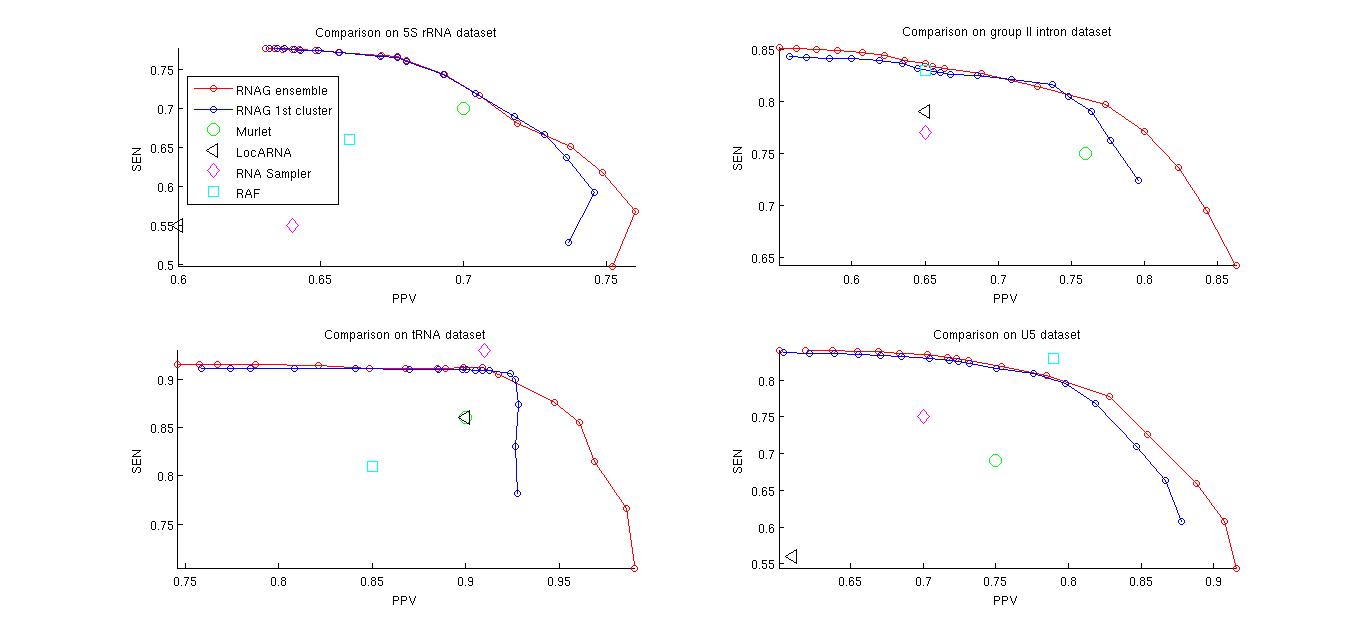 Comparison on 5S rRNA dataset
SEN
0.75
0.7
0.65
0.6
0.55
0.5
0.6 0.65 0.7 0.75
PPV
RNAG ensemble
RNAG 1st cluster
Murlet
LocARNA
RNA Sampler
RAF
Comparison on group II intron dataset
SEN
0.85
0.8
0.75
0.7
0.65
0.6 0.65 0.7 0.75 0.8 0.85
PPV
Comparison on tRNA dataset
SEN
0.9
0.85
0.8
0.75
0.75 0.8 0.85 0.9 0.95
PPV
Comparison on U5 dataset
SEN
0.8
0.75
0.7
0.65
0.6
0.55
0.65 0.7 0.75 0.8 0.85 0.9
PPV